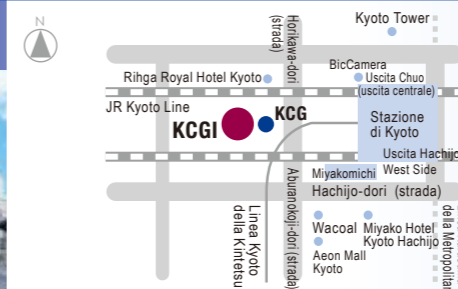 N
Kyoto Tower
Horikawa-dori
(strada)
BicCamera
Rihga Royal Hotel Kyoto
Uscita Chuo
(uscita centrale)
JR Kyoto Line
KCGI
KCG
Stazione
di Kyoto
Uscita Hachijo
West Side
Miyakomichi
Hachijo-dori (strada)
Aburanokoji-dori (strada)
Linea Kyoto
della Kintetsu
Wacoal
Miyako Hotel
Kyoto Hachijo
Aeon Mall
Kyoto
della Metropolitan